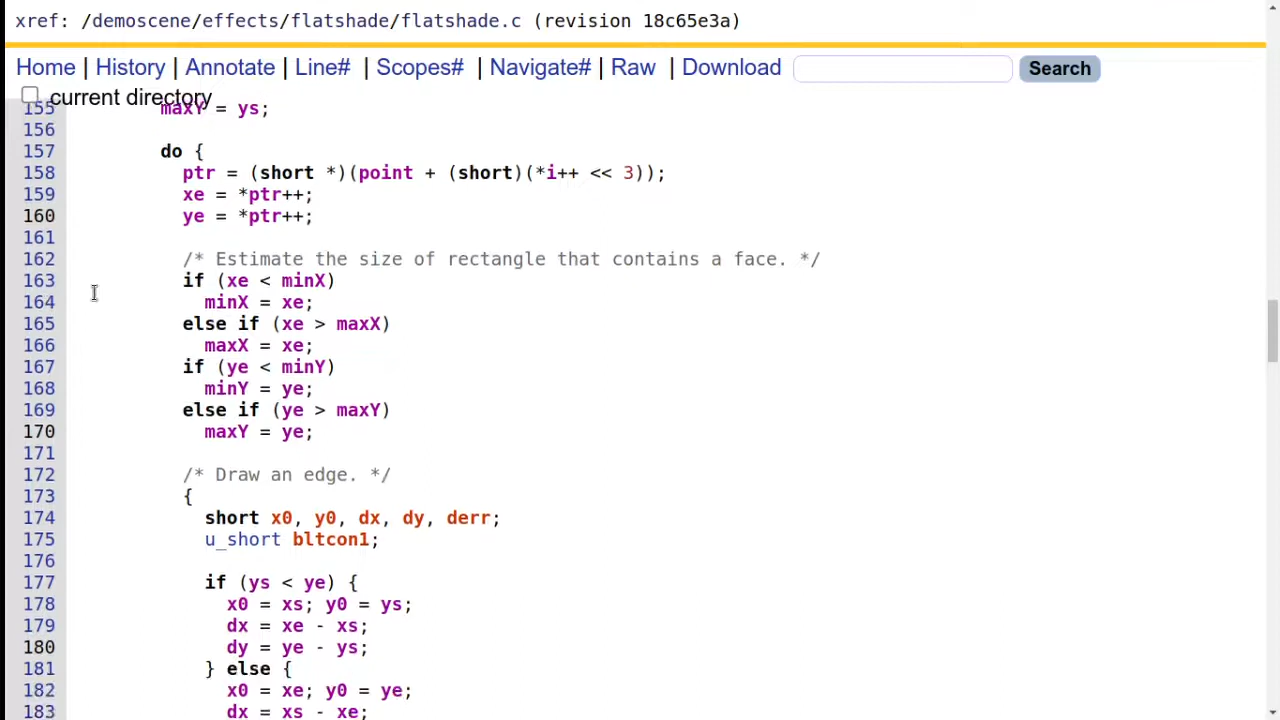 xref: /demoscene/effects/flatshade/flatshade.c (revision 18c65e3a)
Home | History | Annotate | Line# | Scopes# | Navigate# | Raw | Download Search
current directory
155 maxY = ys;
156
157 do {
158 ptr = (short *)(point + (short)(*i++ << 3));
159 xe = *ptr++;
160 ye = *ptr++;
161
162 /* Estimate the size of rectangle that contains a face. */
163 if (xe < minX)
164 minX = xe;
165 else if (xe > maxX)
166 maxX = xe;
167 if (ye < minY)
168 minY = ye;
169 else if (ye > maxY)
170 maxY = ye;
171
172 /* Draw an edge. */
173 {
174 short x0, y0, dx, dy, derr;
175 u_short bltcon1;
176
177 if (ys < ye) {
178 x0 = xs; y0 = ys;
179 dx = xe - xs;
180 dy = ye - ys;
181 } else {
182 x0 = xe; y0 = ye;
183 dx = xs - xe;